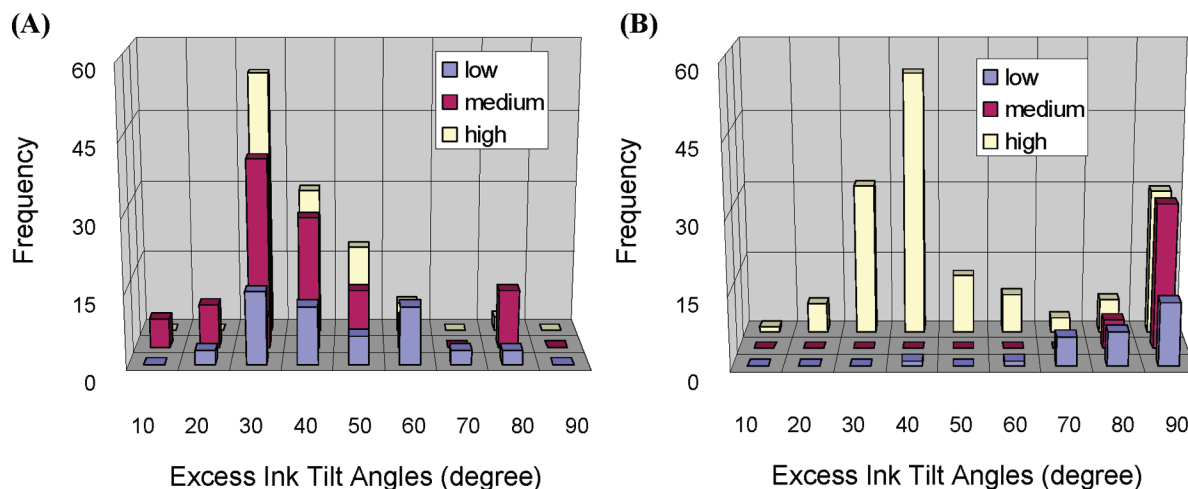 (A)
60
45
30
15
0
Frequency
low
medium
high
10 20 30 40 50 60 70 80 90
Excess Ink Tilt Angles (degree)
(B)
60
45
30
15
0
Frequency
low
medium
high
10 20 30 40 50 60 70 80 90
Excess Ink Tilt Angles (degree)